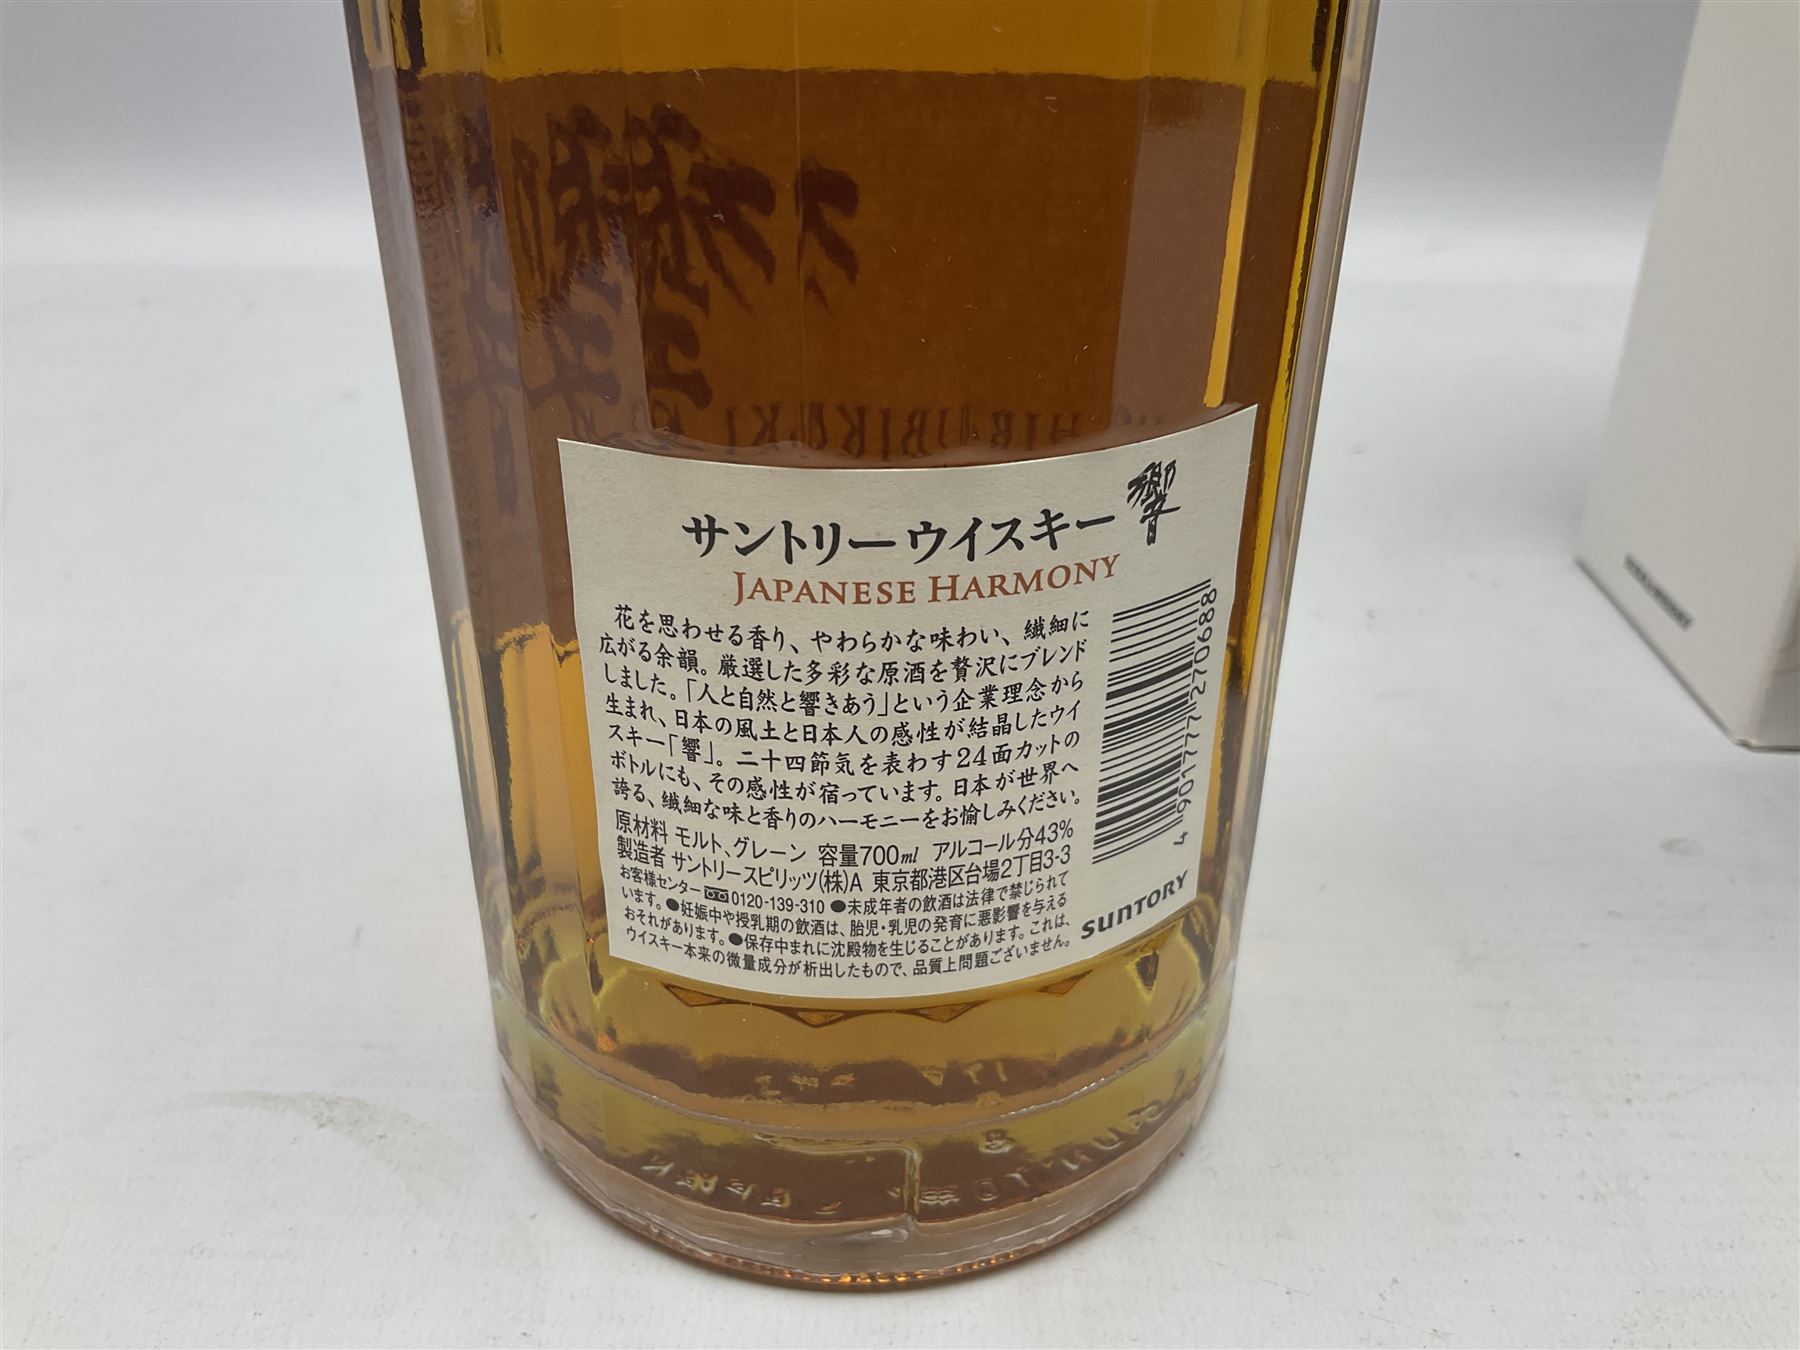 HIBIKI
サントリーウイスキー 響
JAPANESE HARMONY
花を思わせる香り、やわらかな味わい、繊細に
広がる余韻。厳選した多彩な原酒を贅沢にブレンド
しました。「人と自然と響きあう」という企業理念から
生まれ、日本の風土と日本人の感性が結晶したウイ
スキー「響」。二十四節気を表わす24面カットの
ボトルにも、その感性が宿っています。日本が世界へ
誇る、繊細な味と香りのハーモニーをお愉しみください。
原材料 モルト、グレーン 容量700ml アルコール分43%
製造者 サントリースピリッツ(株)A 東京都港区台場2丁目3-3
お客様センター 0120-139-310 ●未成年者の飲酒は法律で禁じられて
います。●妊娠中や授乳期の飲酒は、胎児・乳児の発育に悪影響を与える
おそれがあります。●保存中まれに沈殿物を生じることがあります。これは、
ウイスキー本来の微量成分が析出したもので、品質上問題ございません。
4 901777 270688
SUNTORY